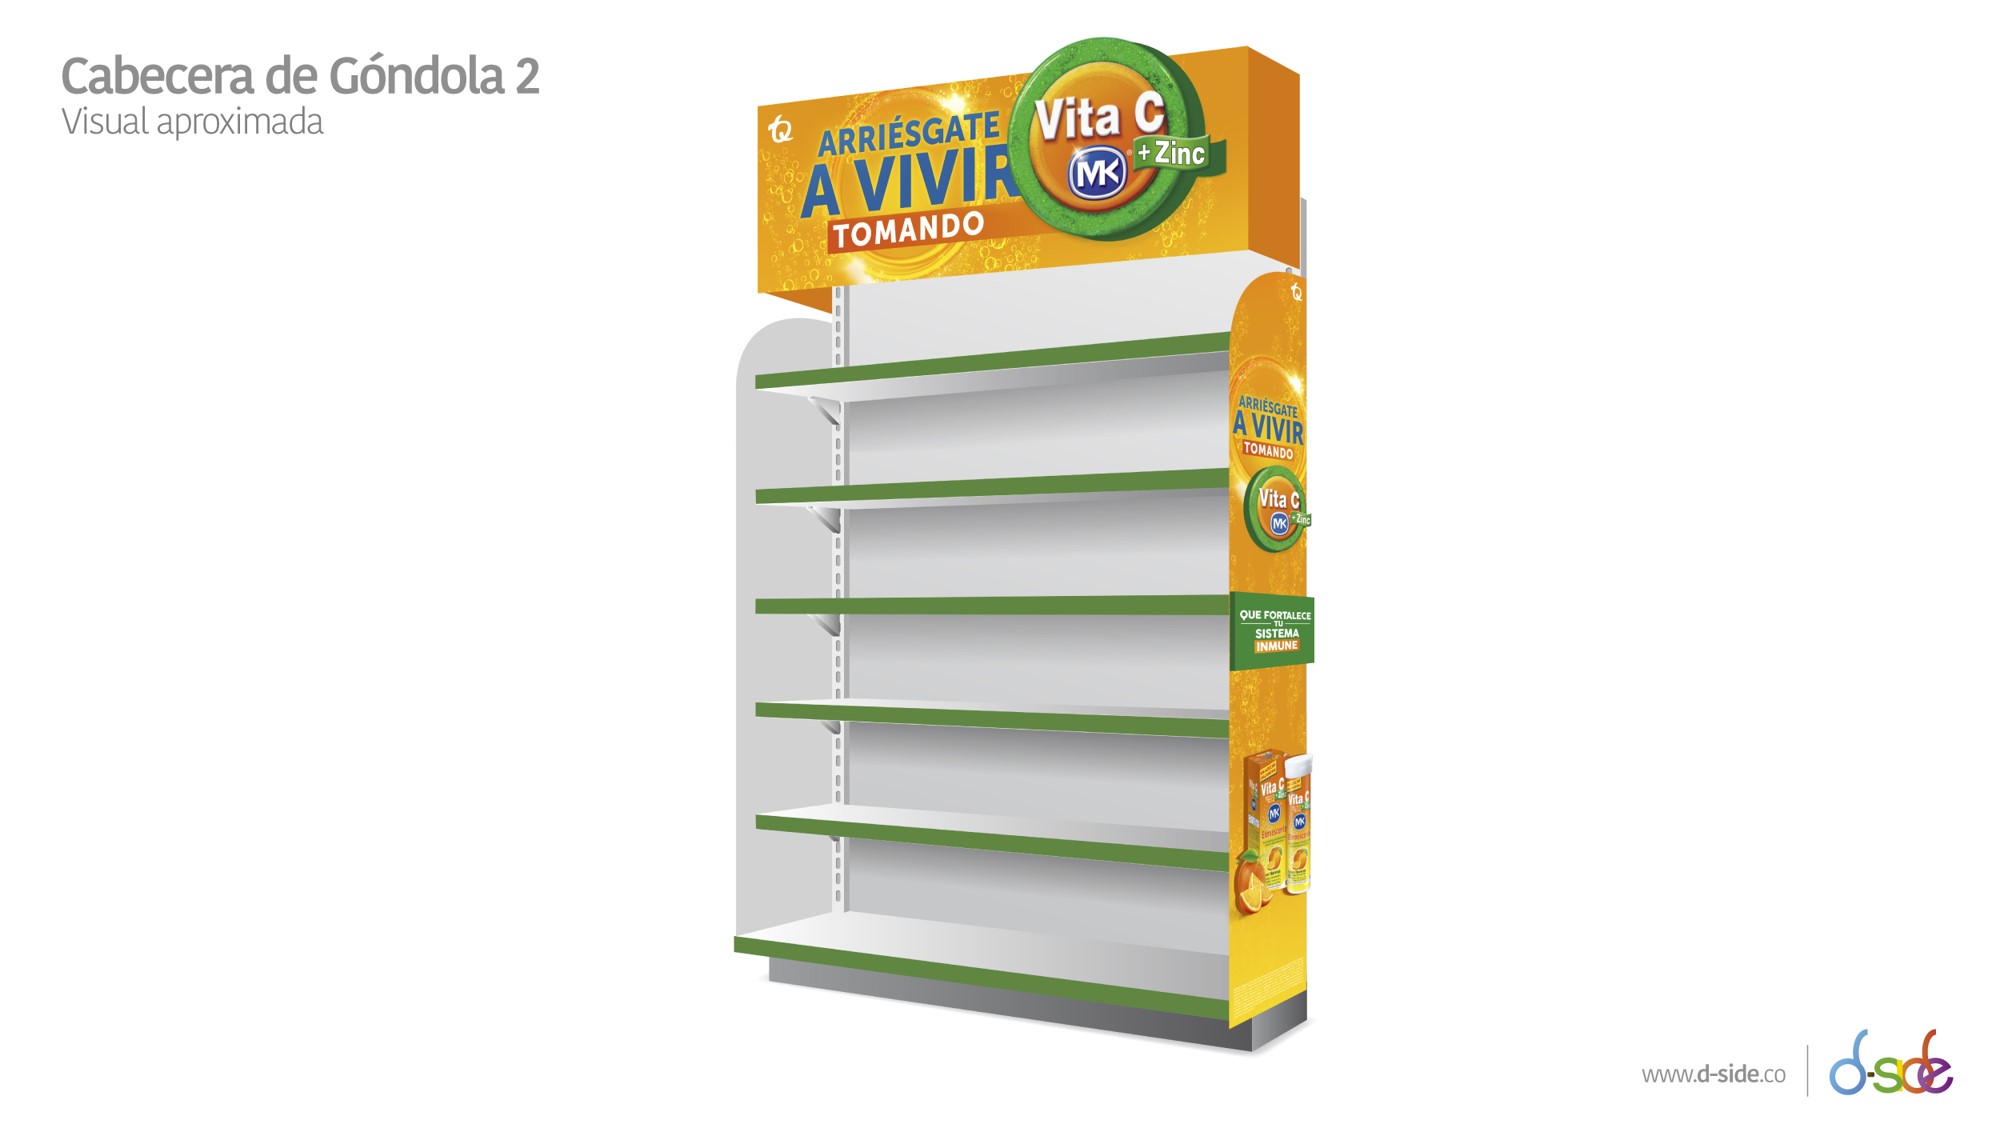 Cabecera de Góndola 2
Visual aproximada
ARRIÉSGATE
A VIVIR
TOMANDO
Vita C
+ Zinc
MK
ARRIÉSGATE
A VIVIR
TOMANDO
Vita C
MK
+ Zinc
QUE FORTALECE
TU
SISTEMA
INMUNE
Vita C
MK
Vita C
MK
www.d-side.co
d-side